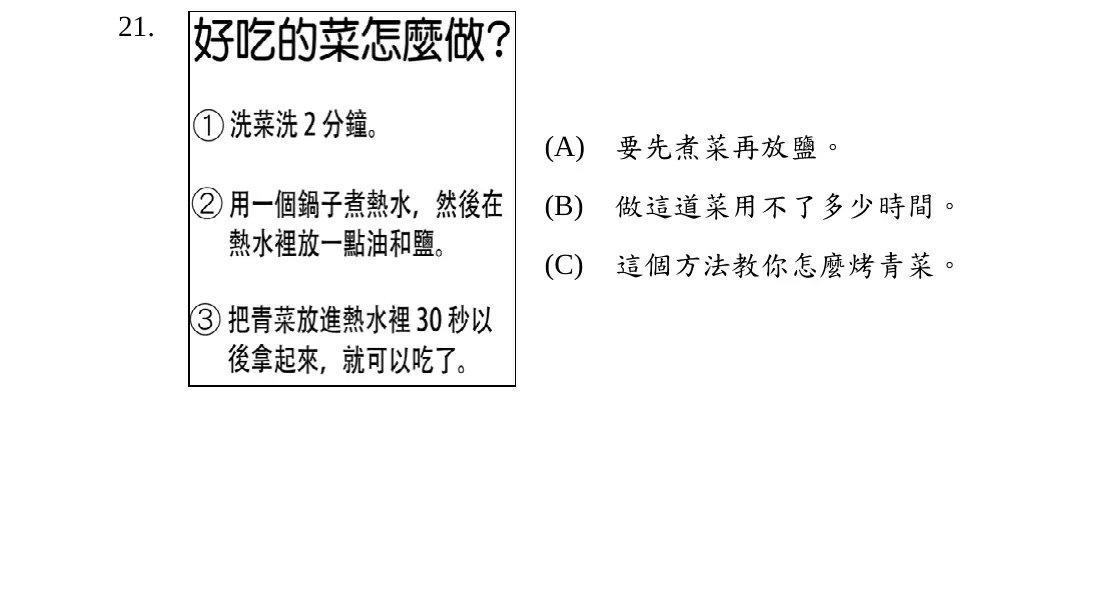 21.
好吃的菜怎麼做?
① 洗菜洗 2 分鐘。
② 用一個鍋子煮熱水，然後在
熱水裡放一點油和鹽。
③ 把青菜放進熱水裡 30 秒以
後拿起來，就可以吃了。
(A) 要先煮菜再放鹽。
(B) 做這道菜用不了多少時間。
(C) 這個方法教你怎麼烤青菜。